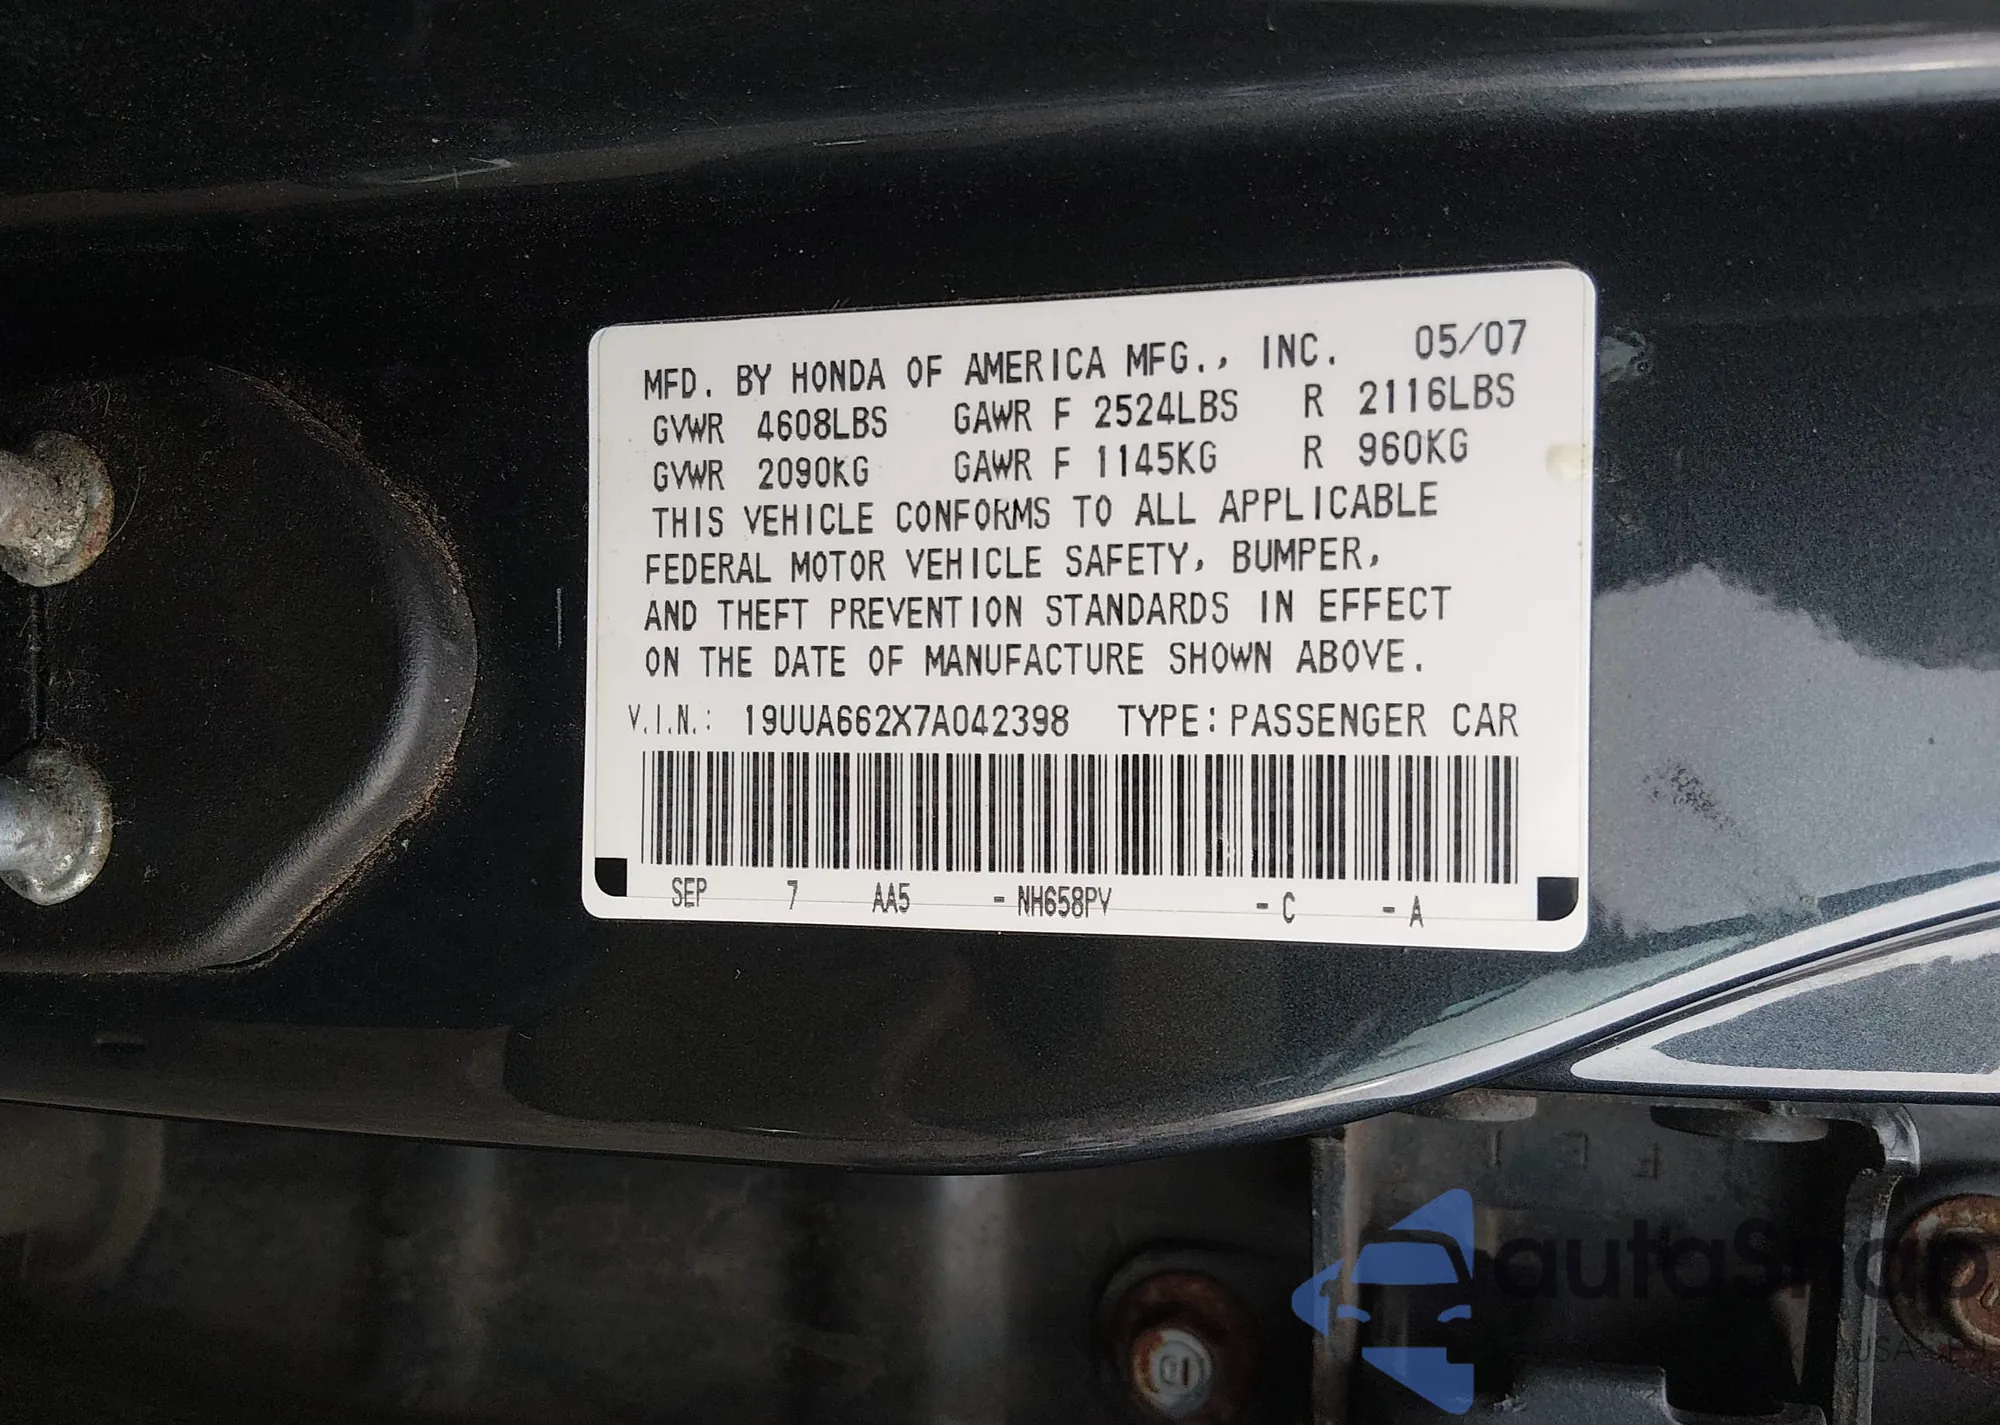 MFD. BY HONDA OF AMERICA MFG., INC. 05/07
GVWR 4608LBS GAWR F 2524LBS R 2116LBS
GVWR 2090KG GAWR F 1145KG R 960KG
THIS VEHICLE CONFORMS TO ALL APPLICABLE
FEDERAL MOTOR VEHICLE SAFETY, BUMPER,
AND THEFT PREVENTION STANDARDS IN EFFECT
ON THE DATE OF MANUFACTURE SHOWN ABOVE.
V.I.N.: 19UUA662X7A042398 TYPE: PASSENGER CAR
SEP 7 AA5 - NH658PV - C - A
autaSnap